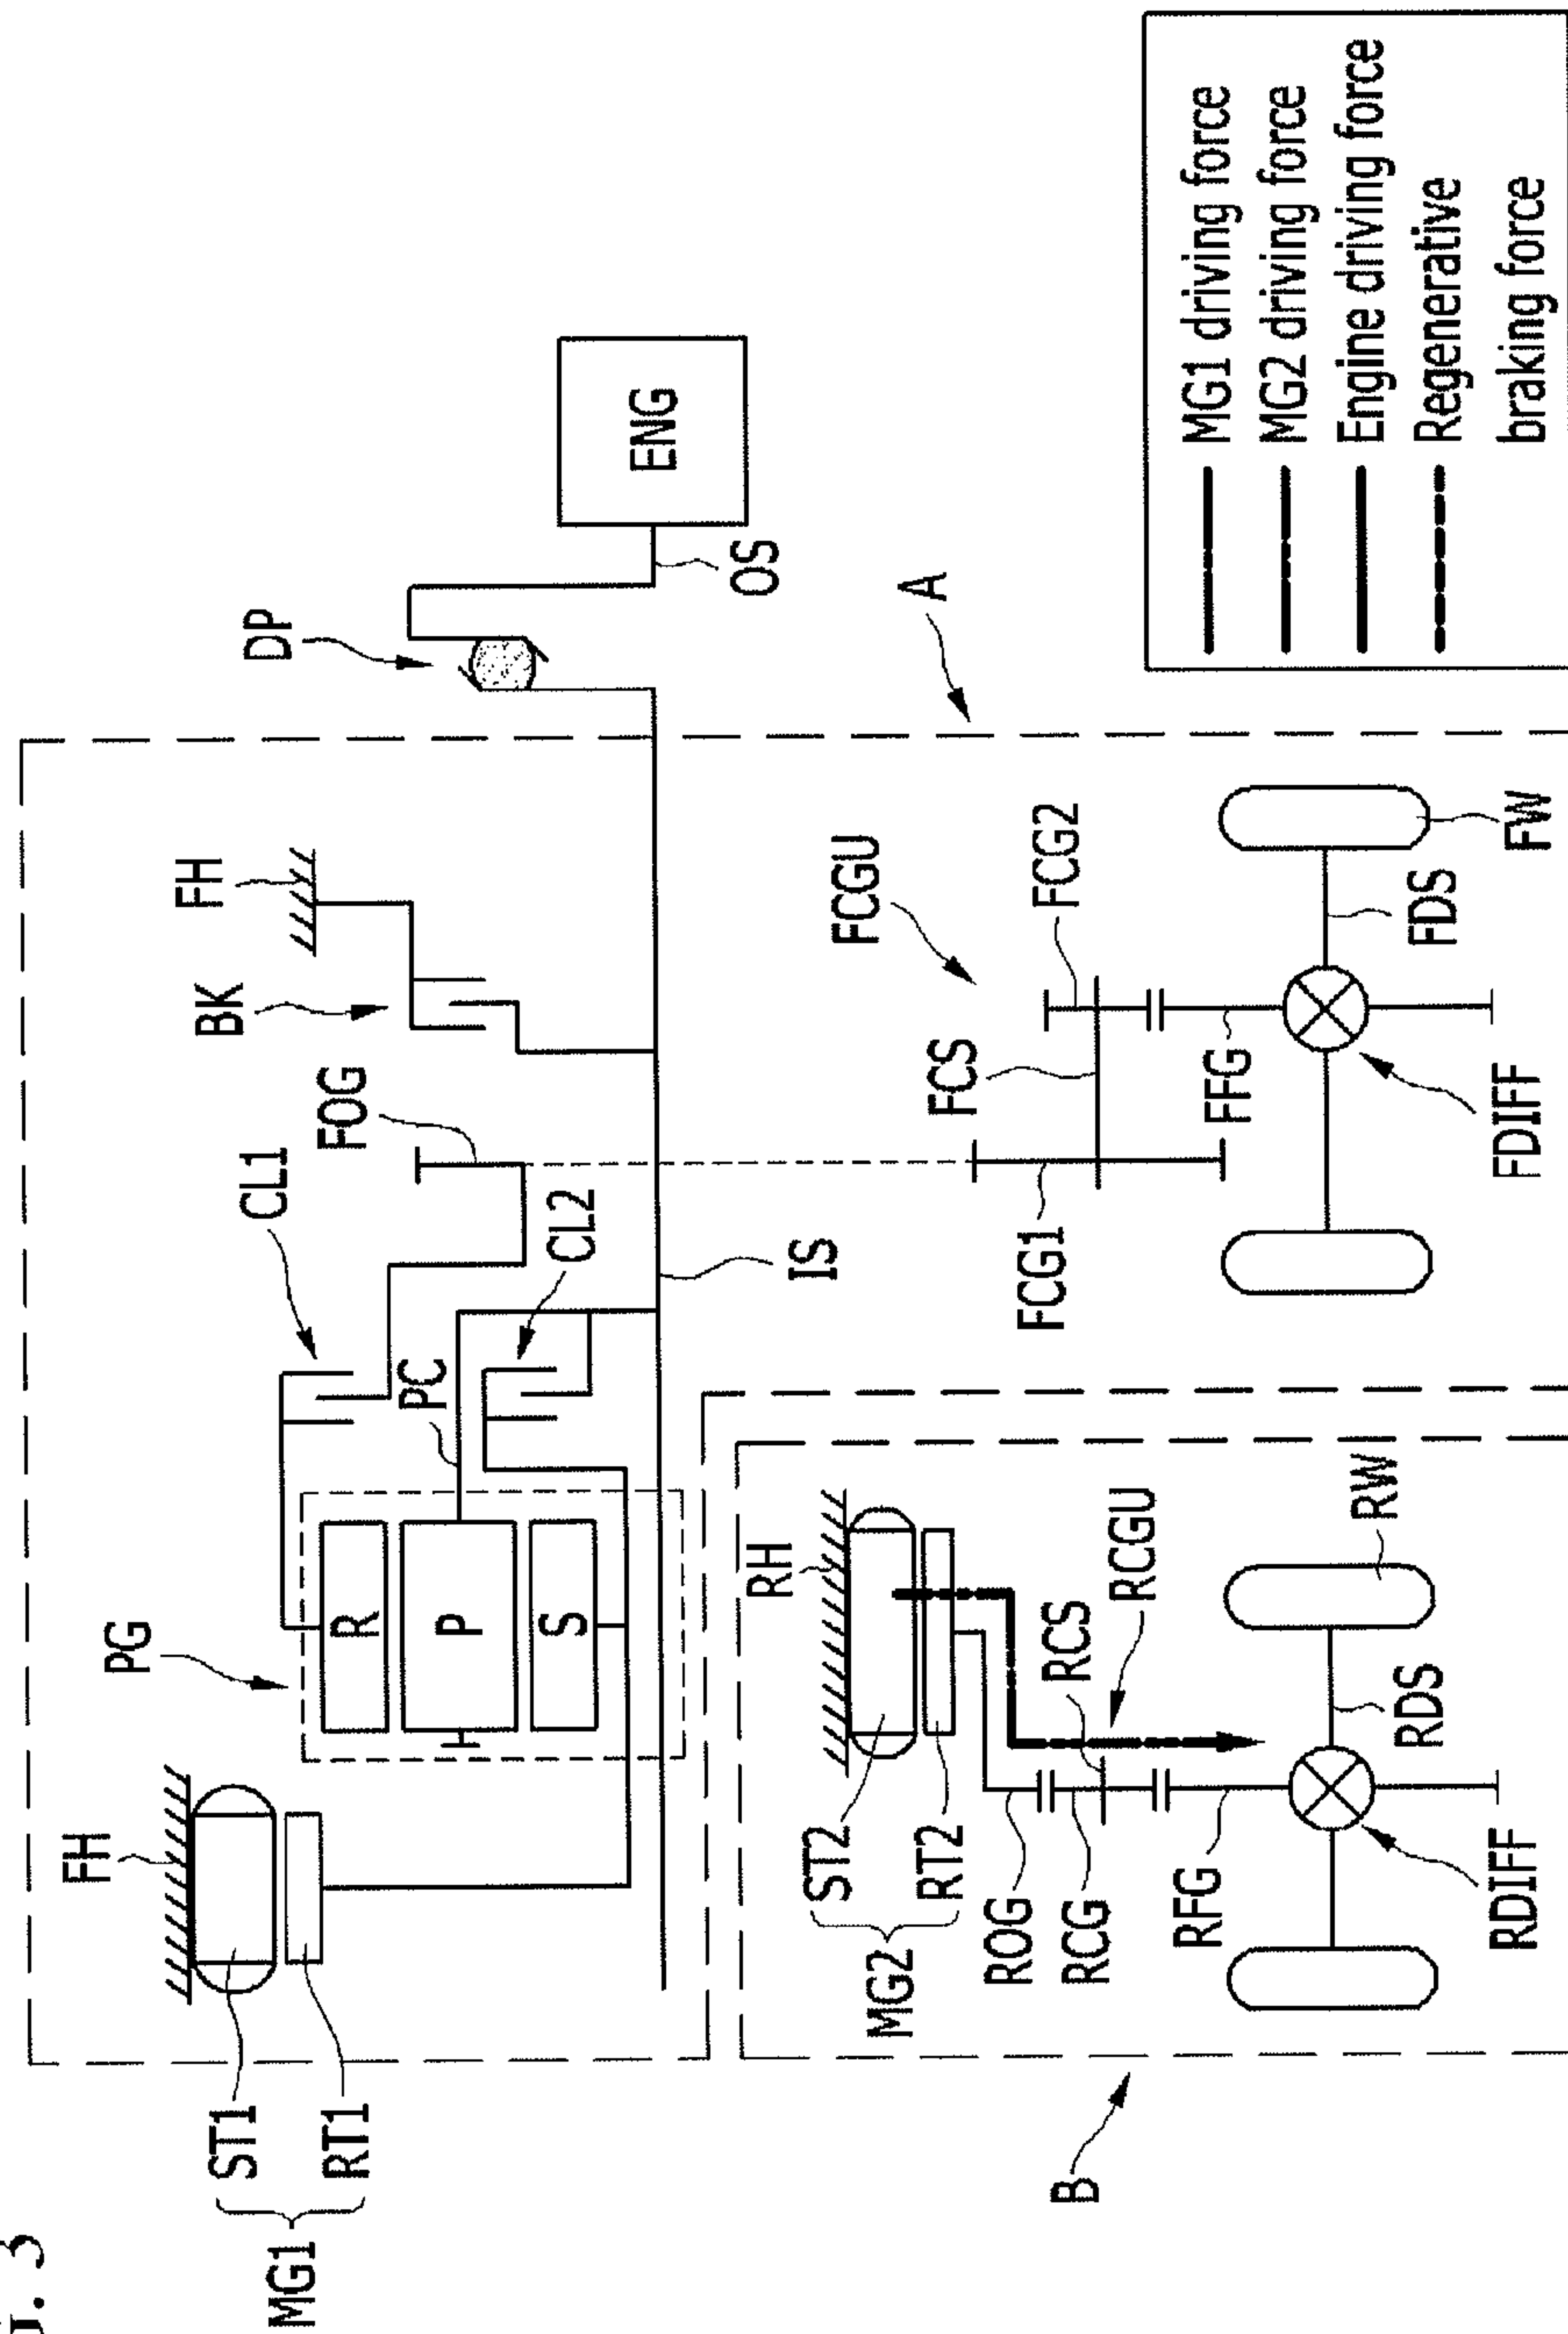 G. 3
MG1
ST1
RT1
FH
PG
R
P
S
PC
CL1
CL2
FOG
BK
FH
IS
DP
OS
ENG
A
B
MG2
ST2
RT2
RH
ROG
RCG
RCS
RCGU
RFG
RDIFF
RDS
RW
FCGU
FCG1
FCG2
FCS
FFG
FDIFF
FDS
FW
MG1 driving force
MG2 driving force
Engine driving force
Regenerative
braking force